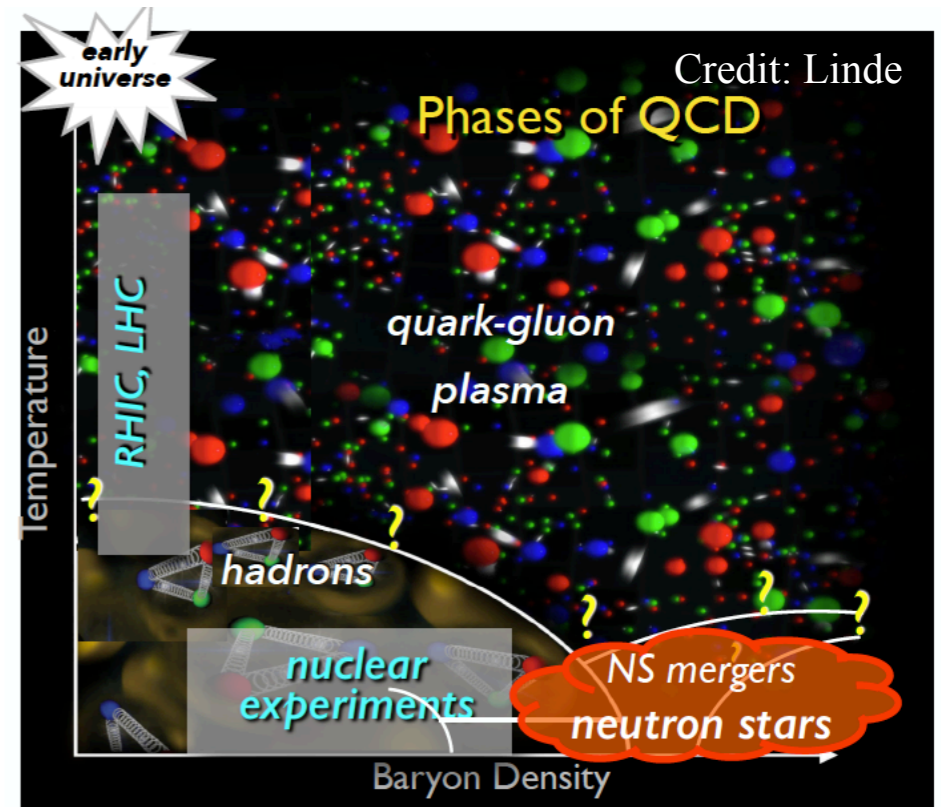 early
universe
Credit: Linde
Phases of QCD
RHIC, LHC
quark-gluon
plasma
Temperature
?
?
?
hadrons
?
?
?
?
nuclear
experiments
NS mergers
neutron stars
Baryon Density